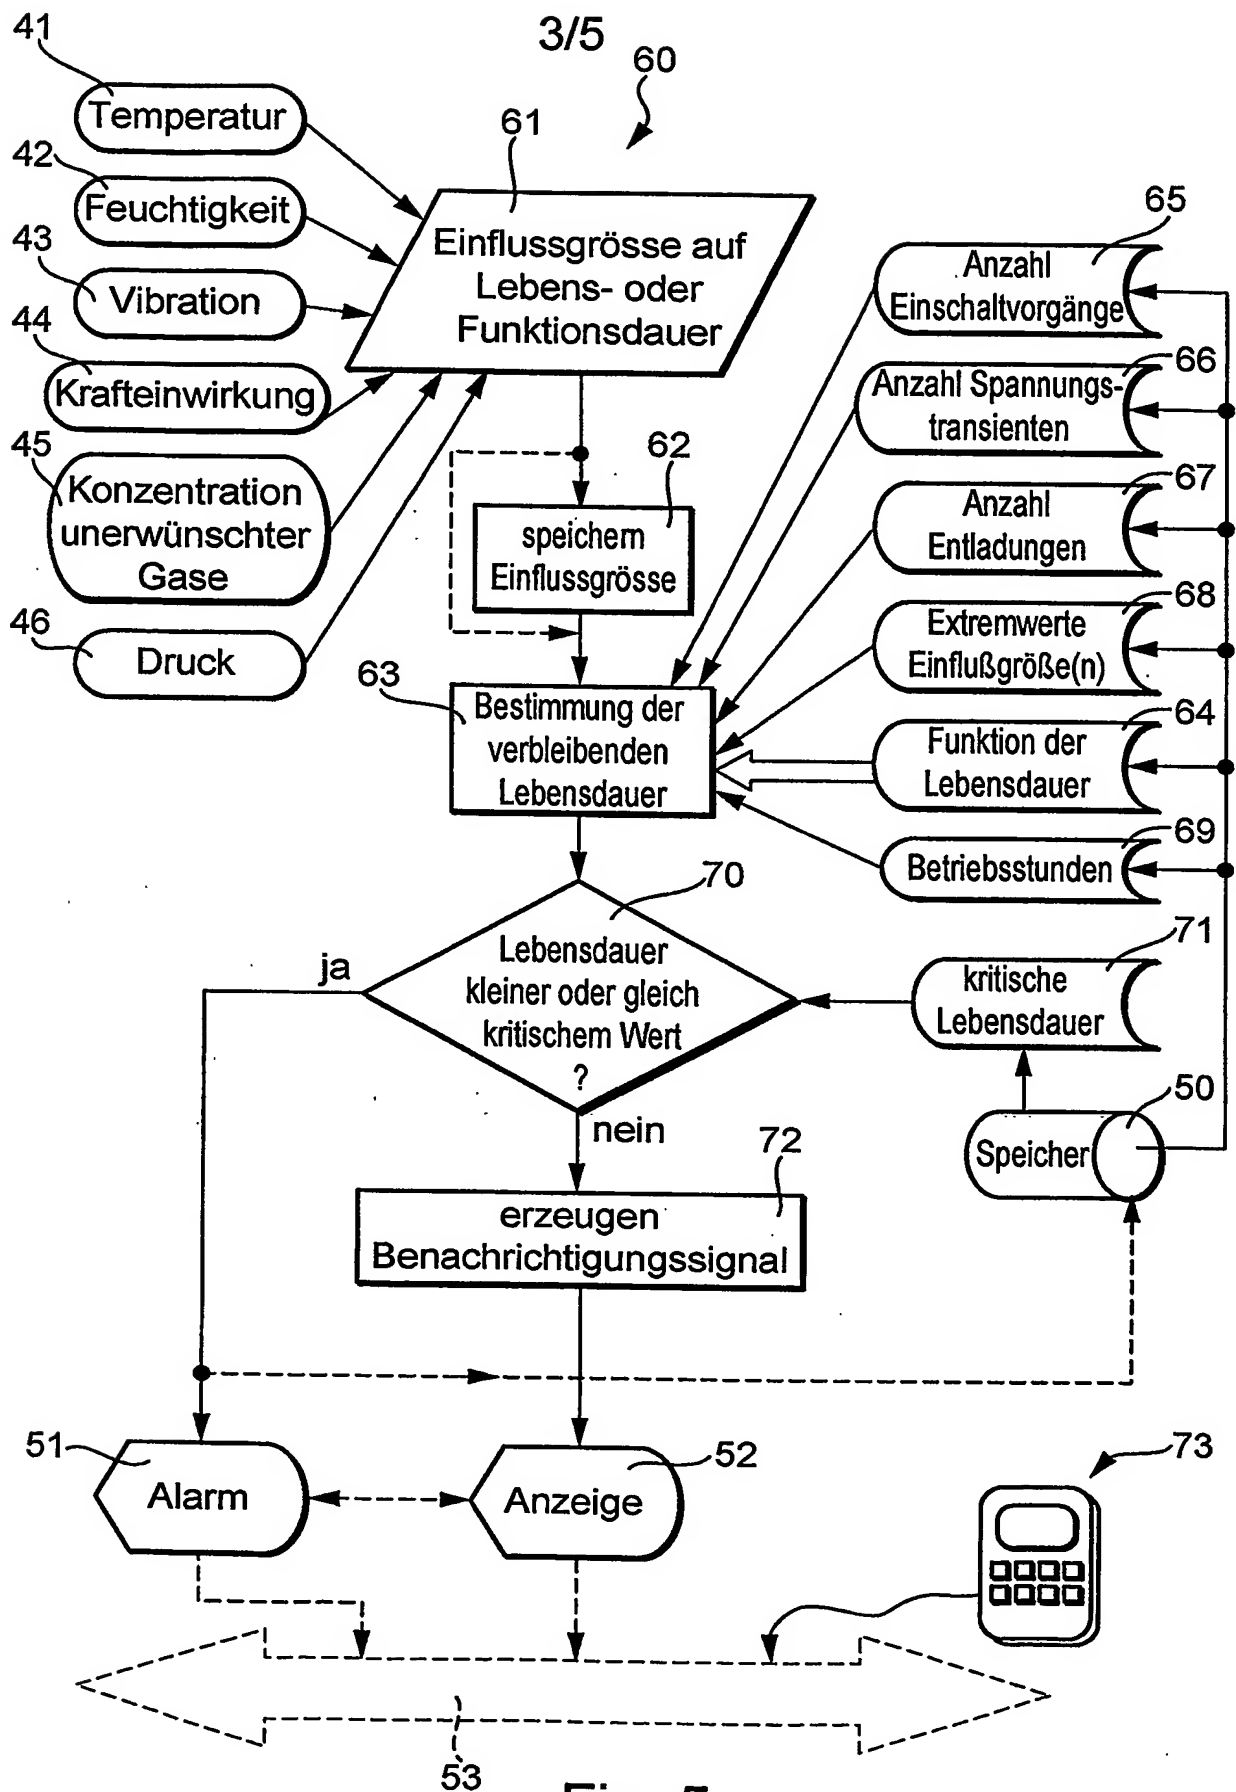 3/5
60
41
Temperatur
42
Feuchtigkeit
43
Vibration
44
Krafteinwirkung
45
Konzentration
unerwünschter
Gase
46
Druck
61
Einflussgrösse auf
Lebens- oder
Funktionsdauer
62
speichern
Einflussgrösse
63
Bestimmung der
verbleibenden
Lebensdauer
65
Anzahl
Einschaltvorgänge
66
Anzahl Spannungs-
transienten
67
Anzahl
Entladungen
68
Extremwerte
Einflußgröße(n)
64
Funktion der
Lebensdauer
69
Betriebsstunden
70
Lebensdauer
kleiner oder gleich
kritischem Wert
?
ja
nein
71
kritische
Lebensdauer
50
Speicher
72
erzeugen
Benachrichtigungssignal
51
Alarm
52
Anzeige
73
53